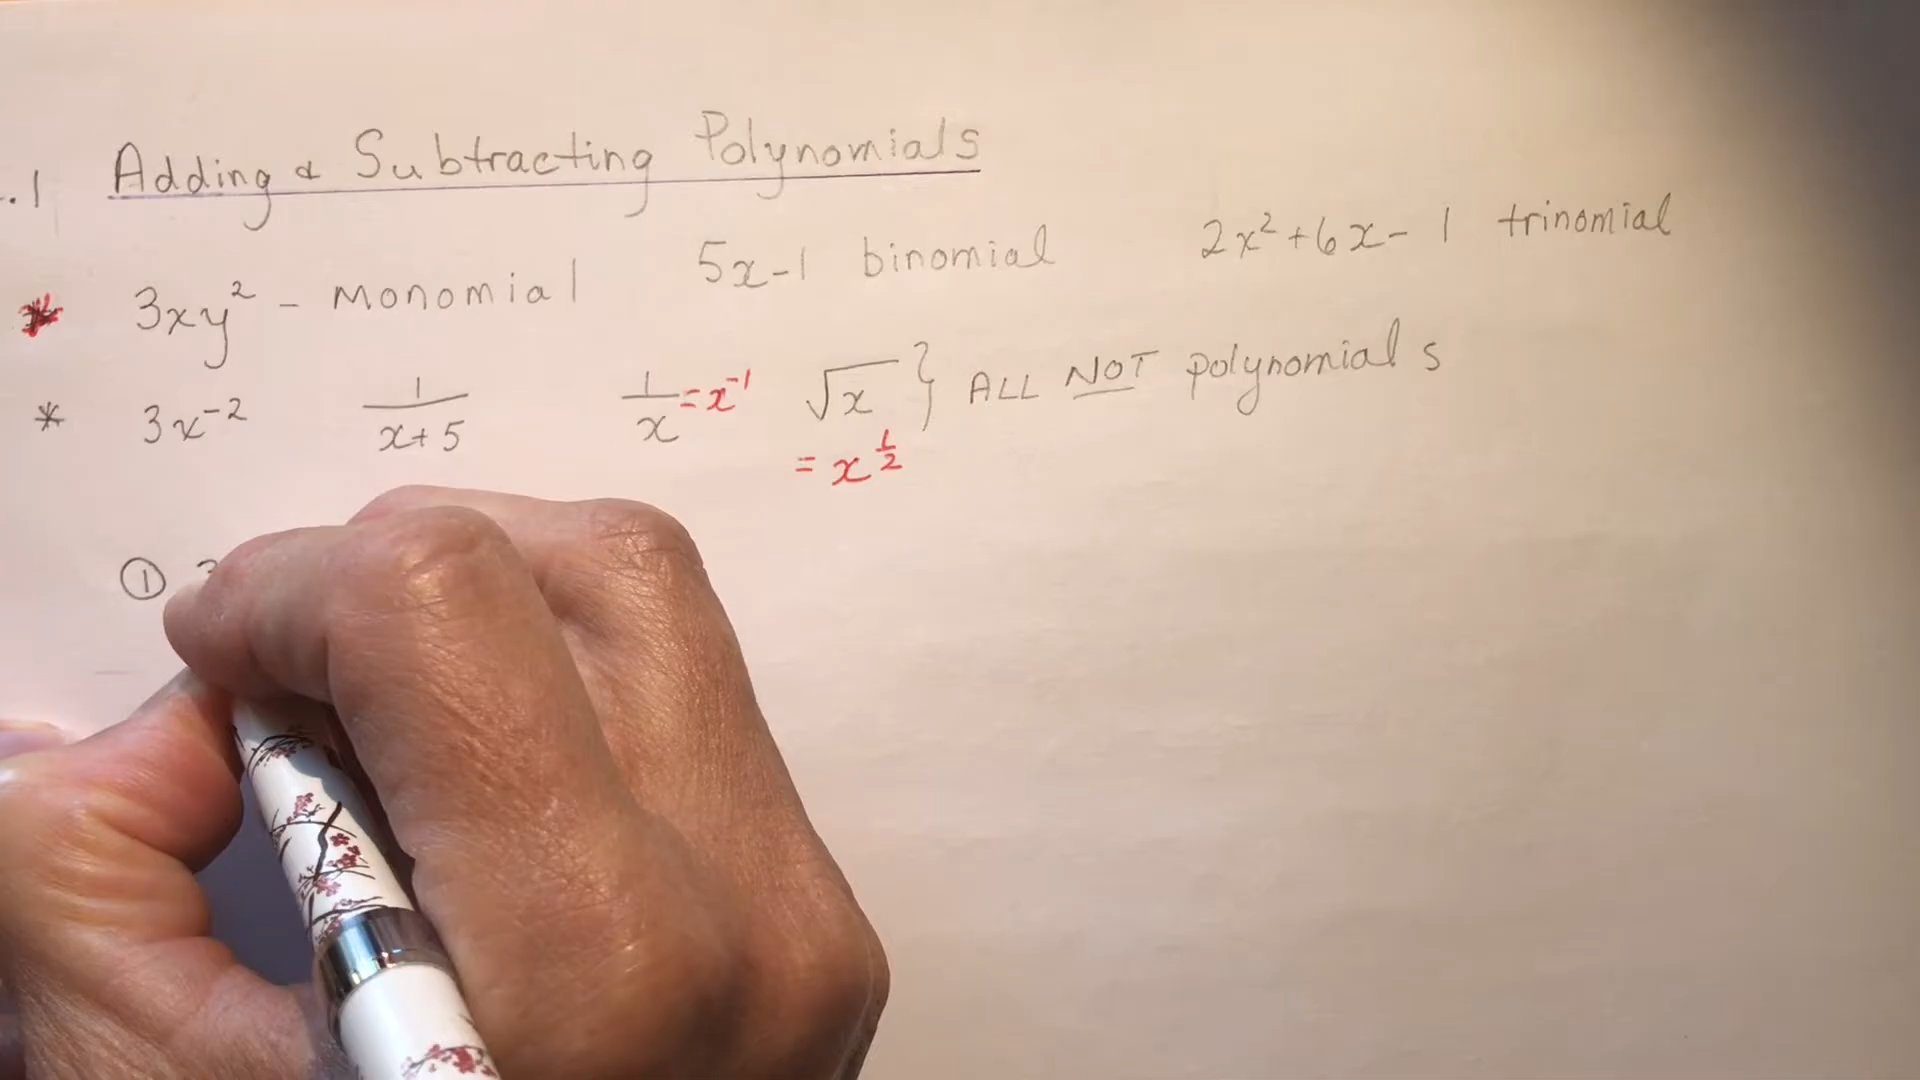 .1 Adding & Subtracting Polynomials
* 3xy² - monomial 5x-1 binomial 2x²+6x-1 trinomial
* 3x⁻² 1/(x+5) 1/x = x⁻¹ √x } ALL NOT polynomials
= x^(1/2)
①